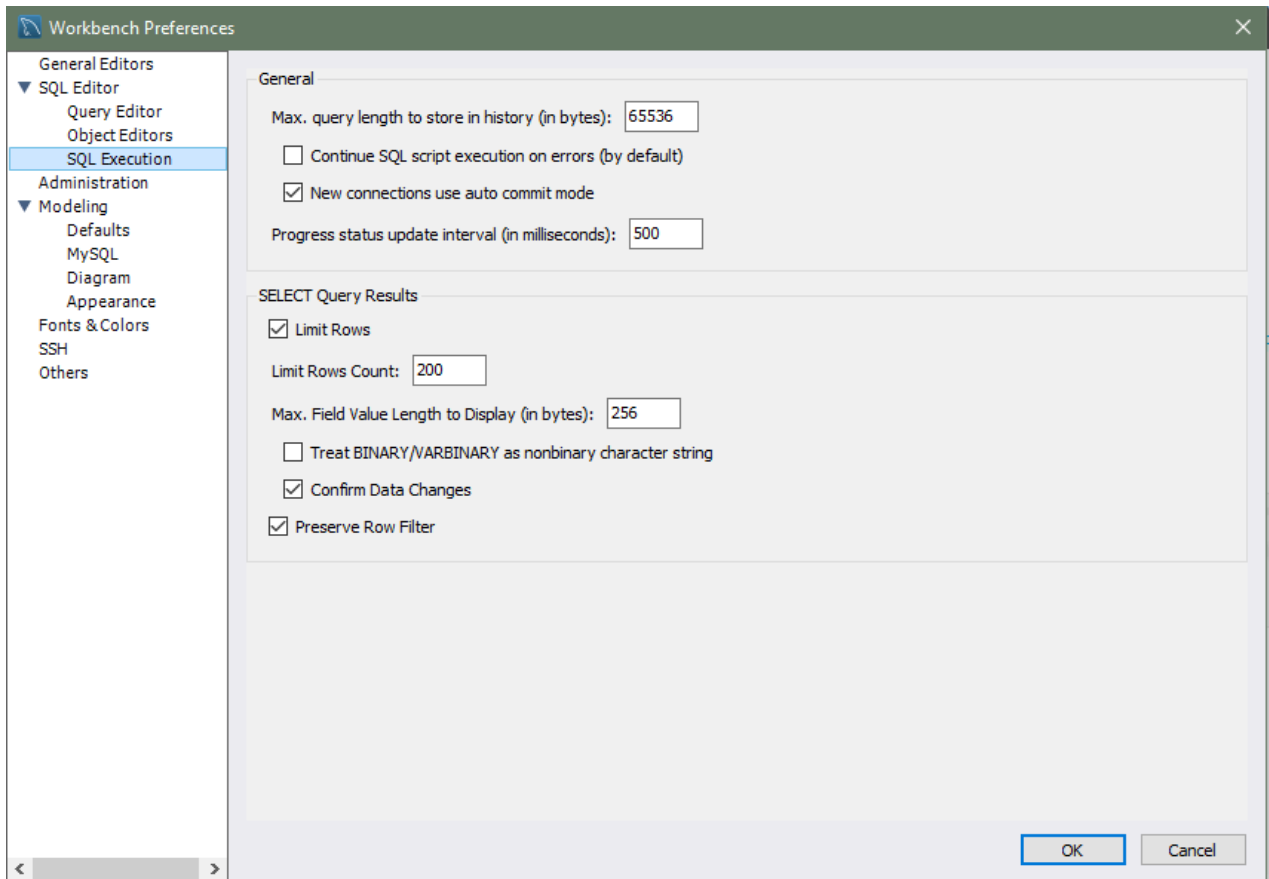 Workbench Preferences
General Editors
SQL Editor
Query Editor
Object Editors
SQL Execution
Administration
Modeling
Defaults
MySQL
Diagram
Appearance
Fonts & Colors
SSH
Others
General
Max. query length to store in history (in bytes): 65536
Continue SQL script execution on errors (by default)
New connections use auto commit mode
Progress status update interval (in milliseconds): 500
SELECT Query Results
Limit Rows
Limit Rows Count: 200
Max. Field Value Length to Display (in bytes): 256
Treat BINARY/VARBINARY as nonbinary character string
Confirm Data Changes
Preserve Row Filter
OK Cancel